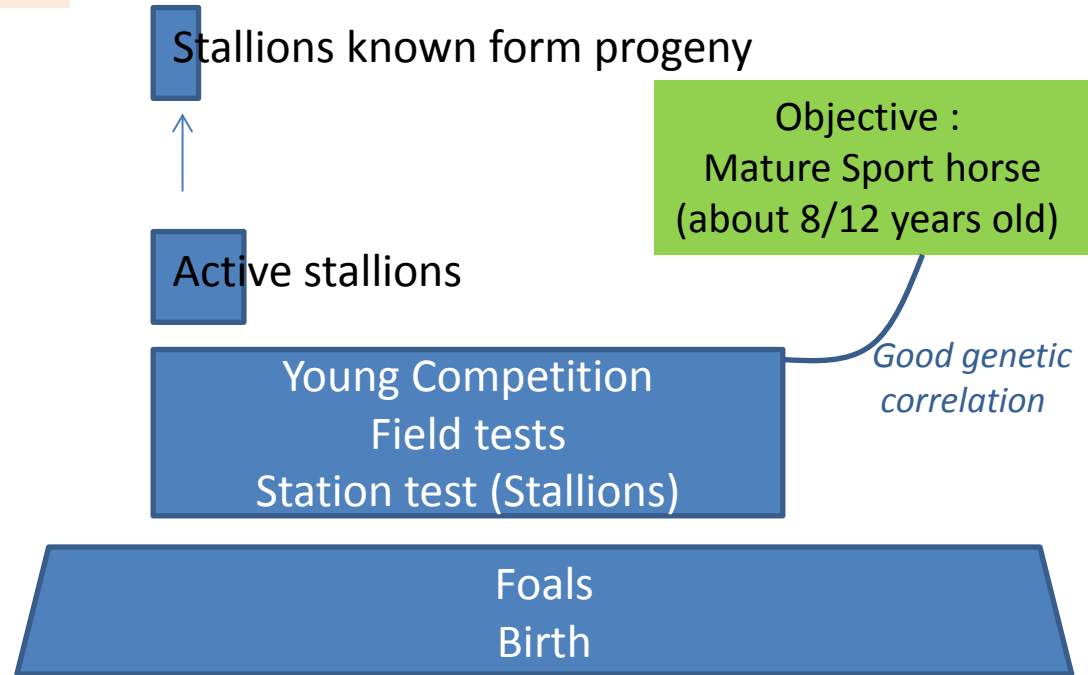 Stallions known form progeny
Objective :
Mature Sport horse
(about 8/12 years old)
Active stallions
Good genetic
correlation
Young Competition
Field tests
Station test (Stallions)
Foals
Birth